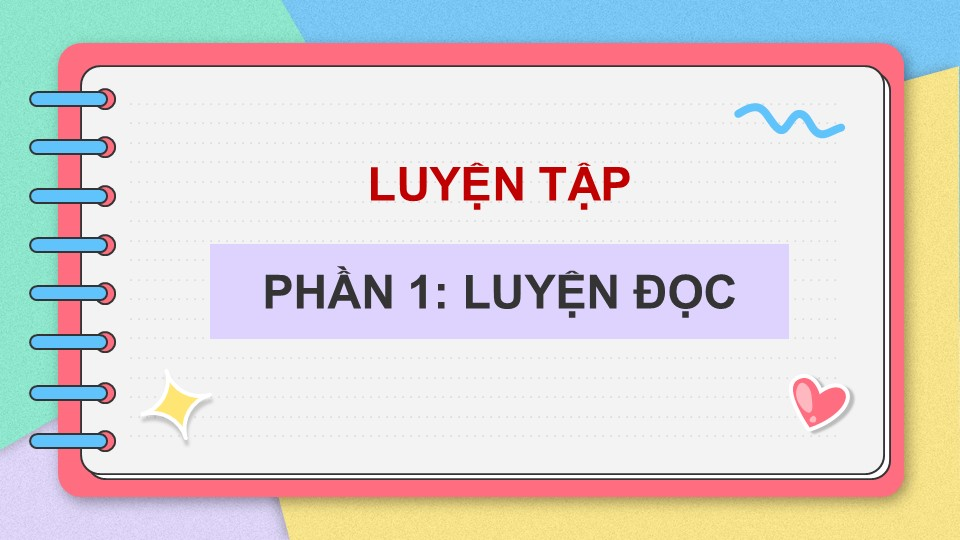 LUYỆN TẬP
PHẦN 1: LUYỆN ĐỌC